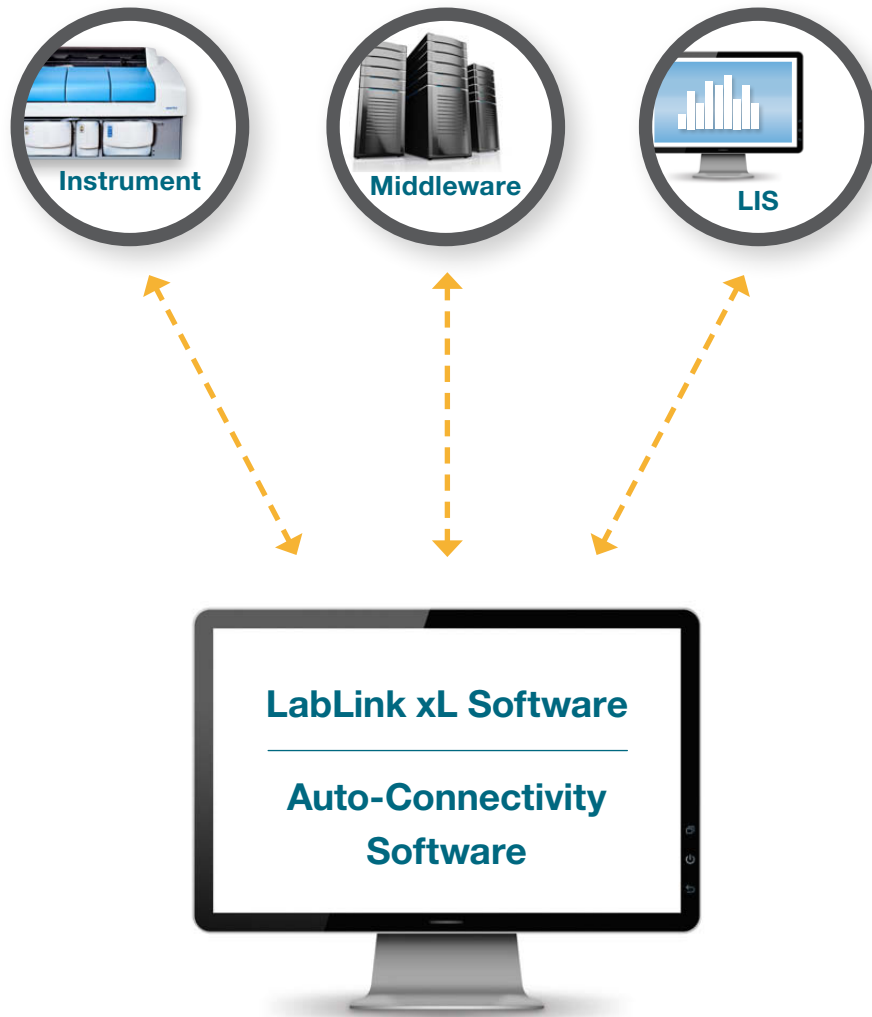 Instrument
Middleware
LIS
LabLink xL Software
Auto-Connectivity
Software